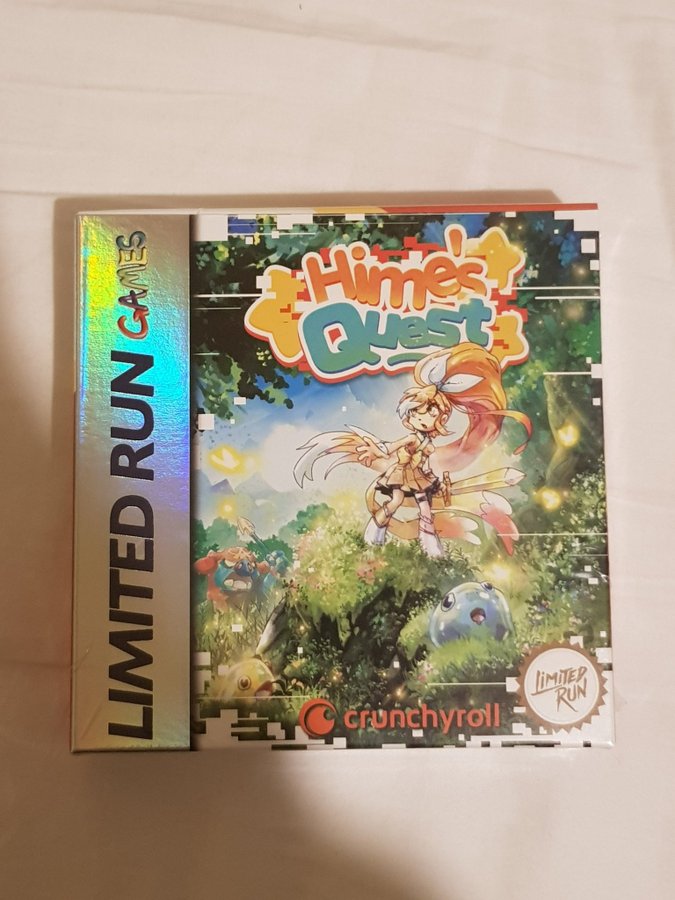 LIMITED RUN GAMES
Hime's
Quest
crunchyroll
LIMITED
RUN